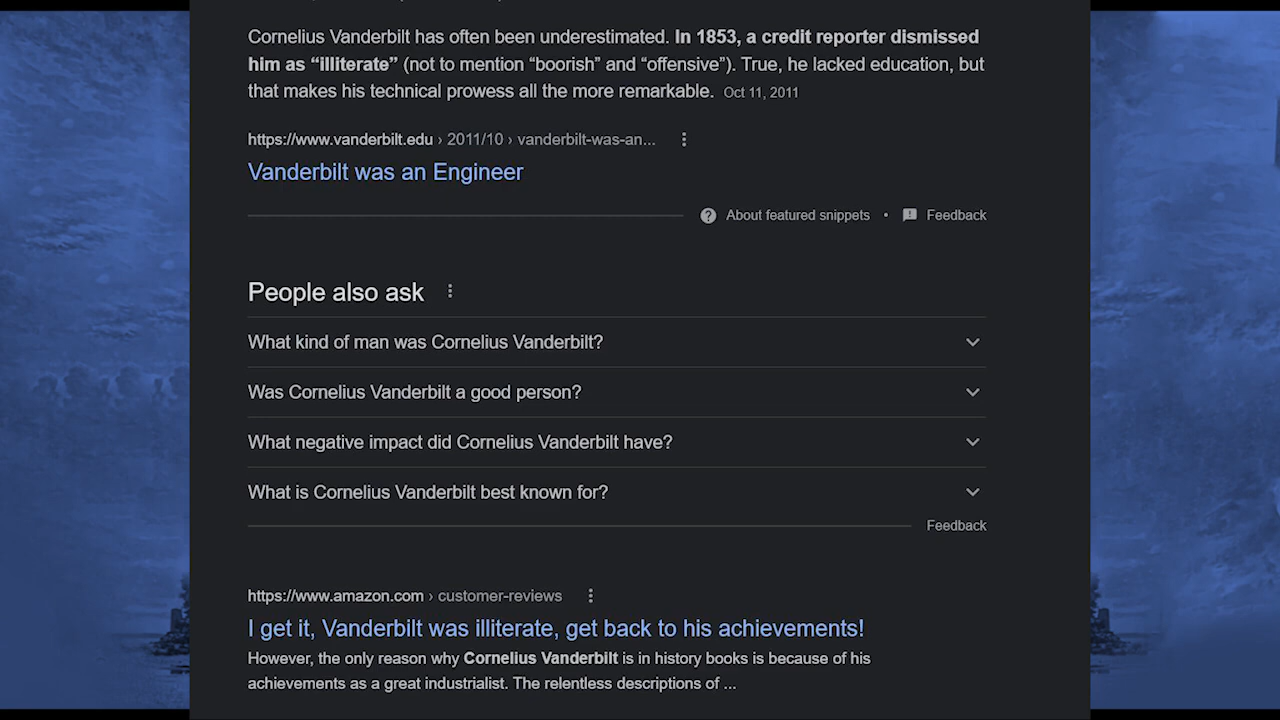 Cornelius Vanderbilt has often been underestimated. In 1853, a credit reporter dismissed
him as “illiterate” (not to mention “boorish” and “offensive”). True, he lacked education, but
that makes his technical prowess all the more remarkable. Oct 11, 2011
https://www.vanderbilt.edu › 2011/10 › vanderbilt-was-an...
Vanderbilt was an Engineer
About featured snippets • Feedback
People also ask
What kind of man was Cornelius Vanderbilt?
Was Cornelius Vanderbilt a good person?
What negative impact did Cornelius Vanderbilt have?
What is Cornelius Vanderbilt best known for?
Feedback
https://www.amazon.com › customer-reviews
I get it, Vanderbilt was illiterate, get back to his achievements!
However, the only reason why Cornelius Vanderbilt is in history books is because of his
achievements as a great industrialist. The relentless descriptions of ...